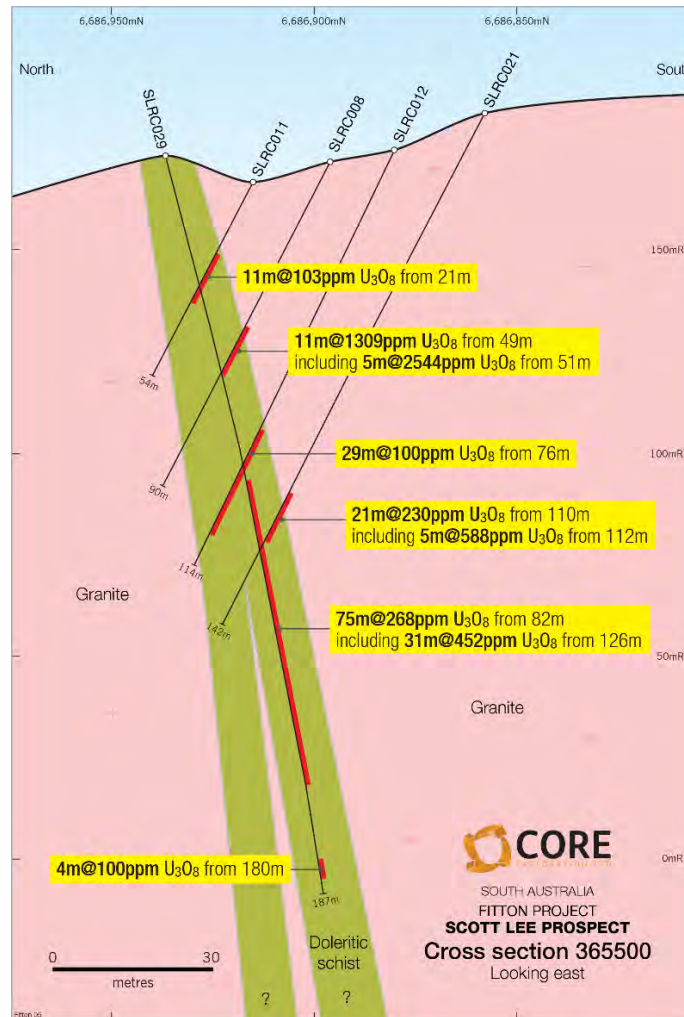 6,686,950mN
6,686,900mN
6,686,850mN
North
Sout
SLRC029
SLRC011
SLRC008
SLRC012
SLRC021
150mR
11m@103ppm U₃O₈ from 21m
11m@1309ppm U₃O₈ from 49m
including 5m@2544ppm U₃O₈ from 51m
54m
29m@100ppm U₃O₈ from 76m
100mR
90m
21m@230ppm U₃O₈ from 110m
including 5m@588ppm U₃O₈ from 112m
114m
Granite
142m
75m@268ppm U₃O₈ from 82m
including 31m@452ppm U₃O₈ from 126m
50mR
Granite
CORE
4m@100ppm U₃O₈ from 180m
0mR
187m
SOUTH AUSTRALIA
FITTON PROJECT
SCOTT LEE PROSPECT
Cross section 365500
Looking east
Doleritic
schist
0 30
metres
? ?
Fitton 06